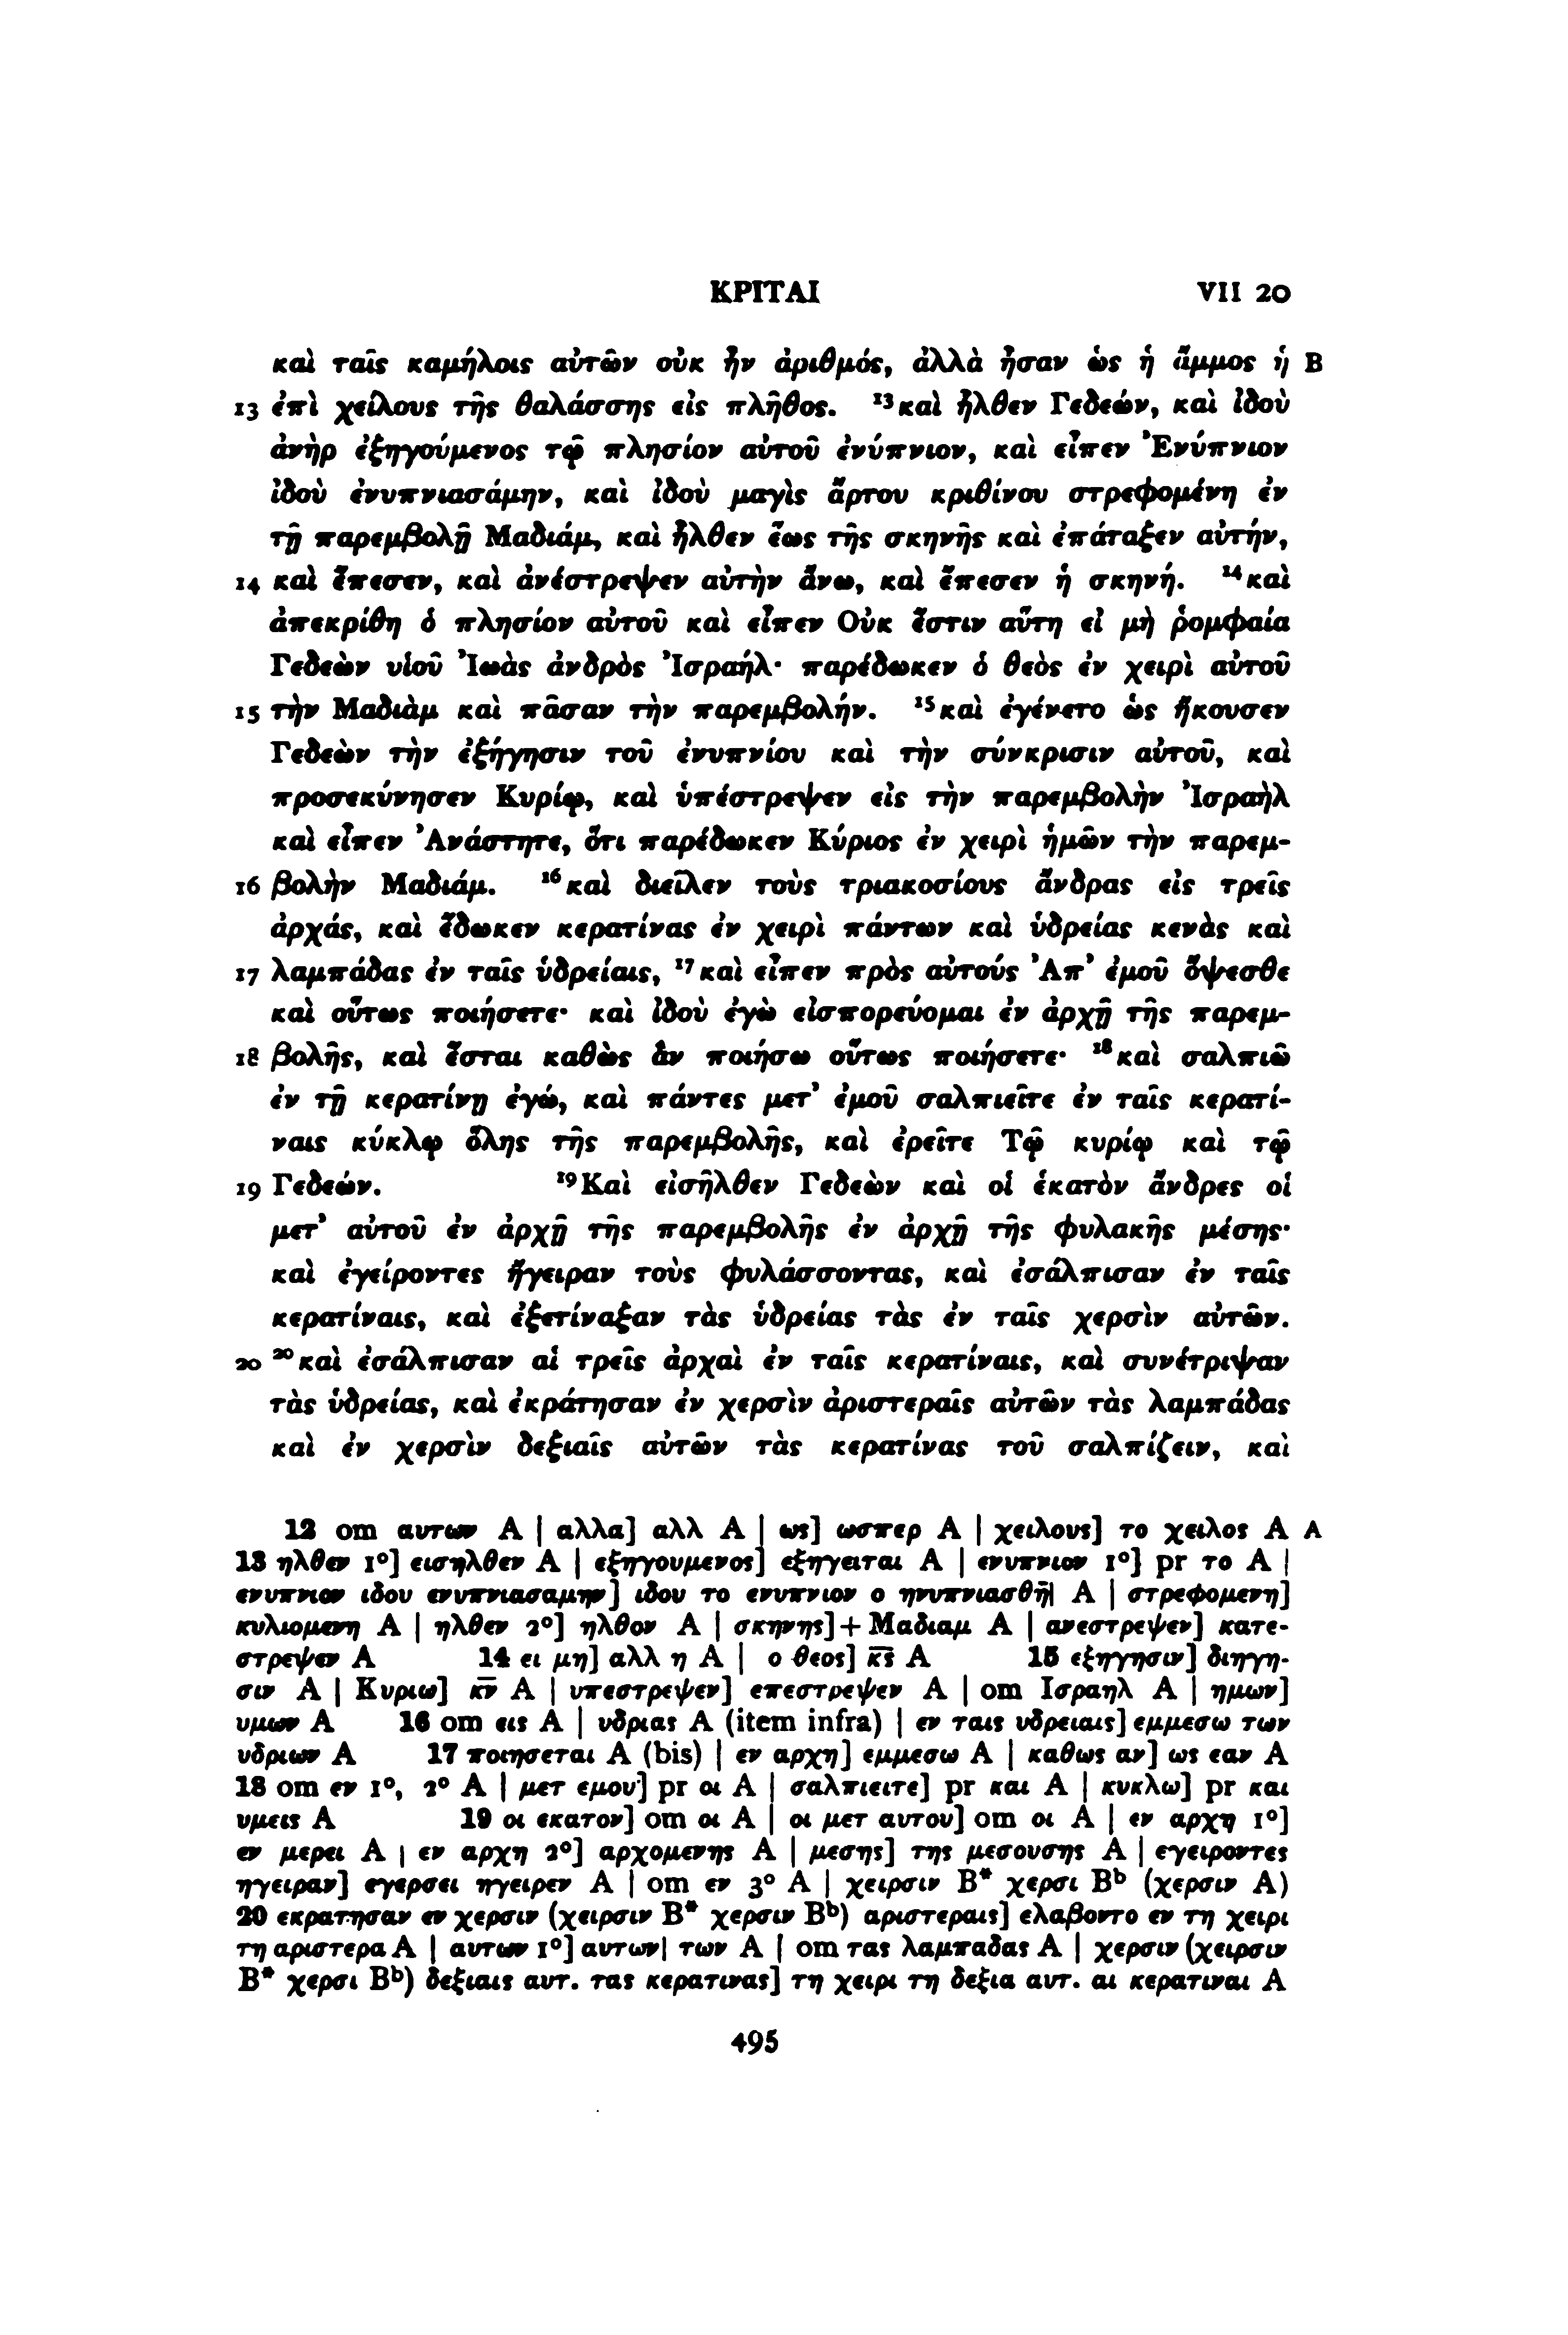 ΚΡΙΤΑΙ VII 20
καὶ ταῖς καμήλοις αὐτῶν οὐκ ἦν ἀριθμός, ἀλλὰ ἦσαν ὡς ἡ ἄμμος ἡ B
13 ἐπὶ χείλους τῆς θαλάσσης εἰς πλῆθος. ¹³καὶ ἦλθεν Γεδεών, καὶ ἰδοὺ
ἀνὴρ ἐξηγούμενος τῷ πλησίον αὐτοῦ ἐνύπνιον, καὶ εἶπεν Ἐνύπνιον
ἰδοὺ ἐνυπνιασάμην, καὶ ἰδοὺ μαγὶς ἄρτου κριθίνου στρεφομένη ἐν
τῇ παρεμβολῇ Μαδιάμ, καὶ ἦλθεν ἕως τῆς σκηνῆς καὶ ἐπάταξεν αὐτήν,
14 καὶ ἔπεσεν, καὶ ἀνέστρεψεν αὐτὴν ἄνω, καὶ ἔπεσεν ἡ σκηνή. ¹⁴καὶ
ἀπεκρίθη ὁ πλησίον αὐτοῦ καὶ εἶπεν Οὐκ ἔστιν αὕτη εἰ μὴ ῥομφαία
Γεδεὼν υἱοῦ Ἰωὰς ἀνδρὸς Ἰσραήλ· παρέδωκεν ὁ θεὸς ἐν χειρὶ αὐτοῦ
15 τὴν Μαδιὰμ καὶ πᾶσαν τὴν παρεμβολήν. ¹⁵καὶ ἐγένετο ὡς ἤκουσεν
Γεδεὼν τὴν ἐξήγησιν τοῦ ἐνυπνίου καὶ τὴν σύνκρισιν αὐτοῦ, καὶ
προσεκύνησεν Κυρίῳ, καὶ ὑπέστρεψεν εἰς τὴν παρεμβολὴν Ἰσραὴλ
καὶ εἶπεν Ἀνάστητε, ὅτι παρέδωκεν Κύριος ἐν χειρὶ ἡμῶν τὴν παρεμ-
16 βολὴν Μαδιάμ. ¹⁶καὶ διεῖλεν τοὺς τριακοσίους ἄνδρας εἰς τρεῖς
ἀρχάς, καὶ ἔδωκεν κερατίνας ἐν χειρὶ πάντων καὶ ὑδρείας κενὰς καὶ
17 λαμπάδας ἐν ταῖς ὑδρείαις, ¹⁷καὶ εἶπεν πρὸς αὐτούς Ἀπ' ἐμοῦ ὄψεσθε
καὶ οὕτως ποιήσετε· καὶ ἰδοὺ ἐγὼ εἰσπορεύομαι ἐν ἀρχῇ τῆς παρεμ-
18 βολῆς, καὶ ἔσται καθὼς ἂν ποιήσω οὕτως ποιήσετε· ¹⁸καὶ σαλπιῶ
ἐν τῇ κερατίνῃ ἐγώ, καὶ πάντες μετ' ἐμοῦ σαλπιεῖτε ἐν ταῖς κερατί-
ναις κύκλῳ ὅλης τῆς παρεμβολῆς, καὶ ἐρεῖτε Τῷ κυρίῳ καὶ τῷ
19 Γεδεών. ¹⁹Καὶ εἰσῆλθεν Γεδεὼν καὶ οἱ ἑκατὸν ἄνδρες οἱ
μετ' αὐτοῦ ἐν ἀρχῇ τῆς παρεμβολῆς ἐν ἀρχῇ τῆς φυλακῆς μέσης·
καὶ ἐγείροντες ἤγειραν τοὺς φυλάσσοντας, καὶ ἐσάλπισαν ἐν ταῖς
κερατίναις, καὶ ἐξετίναξαν τὰς ὑδρείας τὰς ἐν ταῖς χερσὶν αὐτῶν.
20 ²⁰καὶ ἐσάλπισαν αἱ τρεῖς ἀρχαὶ ἐν ταῖς κερατίναις, καὶ συνέτριψαν
τὰς ὑδρείας, καὶ ἐκράτησαν ἐν χερσὶν ἀριστεραῖς αὐτῶν τὰς λαμπάδας
καὶ ἐν χερσὶν δεξιαῖς αὐτῶν τὰς κερατίνας τοῦ σαλπίζειν, καὶ
12 om αυτων A | αλλα] αλλ A | ως] ωσπερ A | χειλους] το χειλος A A
13 ηλθεν 1°] εισηλθεν A | εξηγουμενος] εξηγειται A | ενυπνιον 1°] pr το A |
ενυπνιον ιδου ενυπνιασαμην] ιδου το ενυπνιον ο ηνυπνιασθη̅| A | στρεφομενη]
κυλιομενη A | ηλθεν 2°] ηλθον A | σκηνης]+Μαδιαμ A | ανεστρεψεν] κατε-
στρεψεν A 14 ει μη] αλλ η A | ο θεος] κ̅ς̅ A 15 εξηγησιν] διηγη-
σιν A | Κυριω] κ̅ν̅ A | υπεστρεψεν] επεστρεψεν A | om Ισραηλ A | ημων]
υμων A 16 om εις A | υδριας A (item infra) | εν ταις υδρειαις] εμμεσω των
υδριων A 17 ποιησεται A (bis) | εν αρχη] εμμεσω A | καθως αν] ως εαν A
18 om εν 1°, 2° A | μετ εμου] pr οι A | σαλπιειτε] pr και A | κυκλω] pr και
υμεις A 19 οι εκατον] om οι A | οι μετ αυτου] om οι A | εν αρχη 1°]
εν μερει A | εν αρχη 2°] αρχομενης A | μεσης] της μεσουσης A | εγειροντες
ηγειραν] εγερσει ηγειρεν A | om εν 3° A | χειρσιν B* χερσι Bᵇ (χερσιν A)
20 εκρατησαν εν χερσιν (χειρσιν B* χερσιν Bᵇ) αριστεραις] ελαβοντο εν τη χειρι
τη αριστερα A | αυτων 1°] αυτων| των A | om τας λαμπαδας A | χερσιν (χειρσιν
B* χερσι Bᵇ) δεξιαις αυτ. τας κερατινας] τη χειρι τη δεξια αυτ. αι κερατιναι A
495